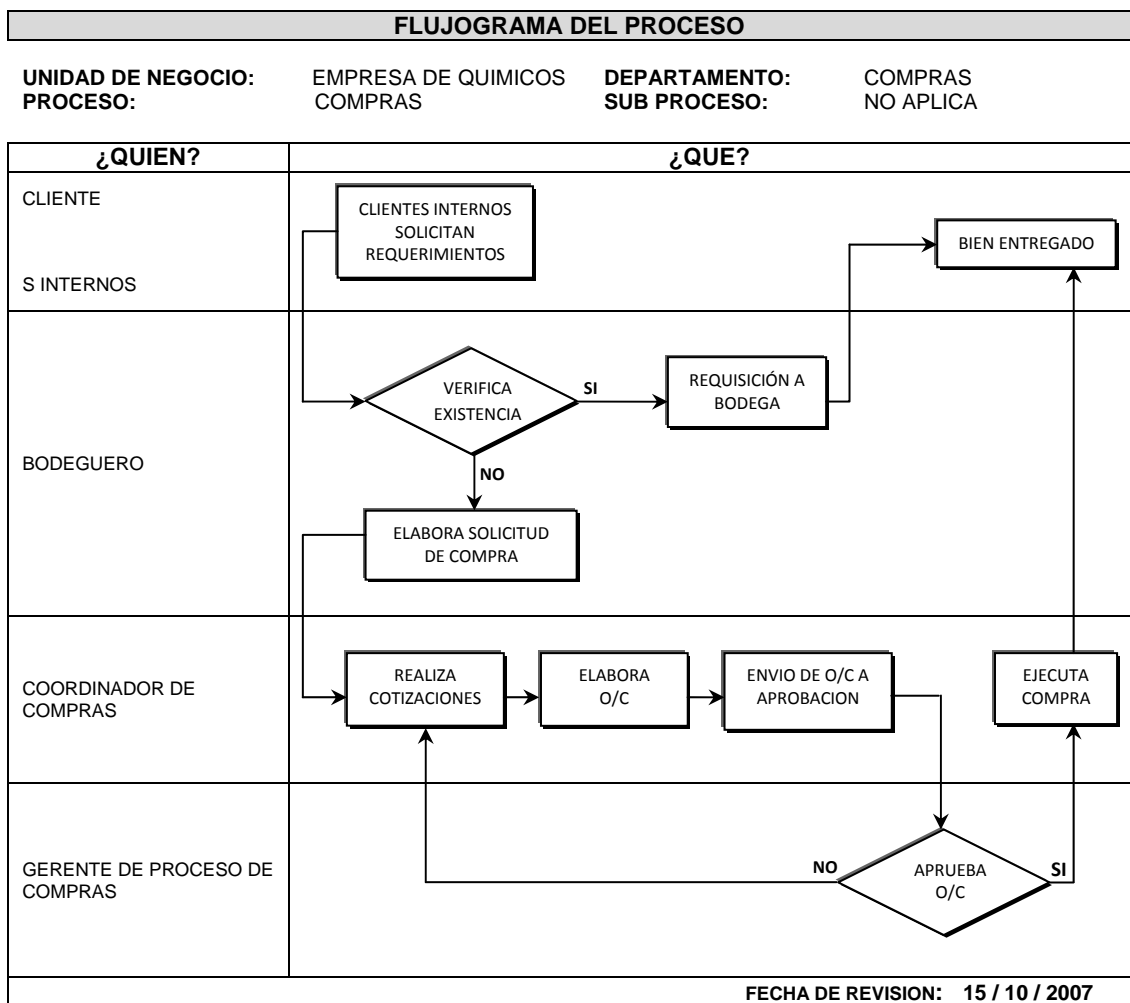 FLUJOGRAMA DEL PROCESO
UNIDAD DE NEGOCIO: EMPRESA DE QUIMICOS DEPARTAMENTO: COMPRAS
PROCESO: COMPRAS SUB PROCESO: NO APLICA
¿QUIEN? ¿QUE?
CLIENTE
S INTERNOS
CLIENTES INTERNOS
SOLICITAN
REQUERIMIENTOS
BIEN ENTREGADO
BODEGUERO
VERIFICA
EXISTENCIA
SI
REQUISICIÓN A
BODEGA
NO
ELABORA SOLICITUD
DE COMPRA
COORDINADOR DE
COMPRAS
REALIZA
COTIZACIONES
ELABORA
O/C
ENVIO DE O/C A
APROBACION
EJECUTA
COMPRA
GERENTE DE PROCESO DE
COMPRAS
NO
APRUEBA
O/C
SI
FECHA DE REVISION: 15 / 10 / 2007